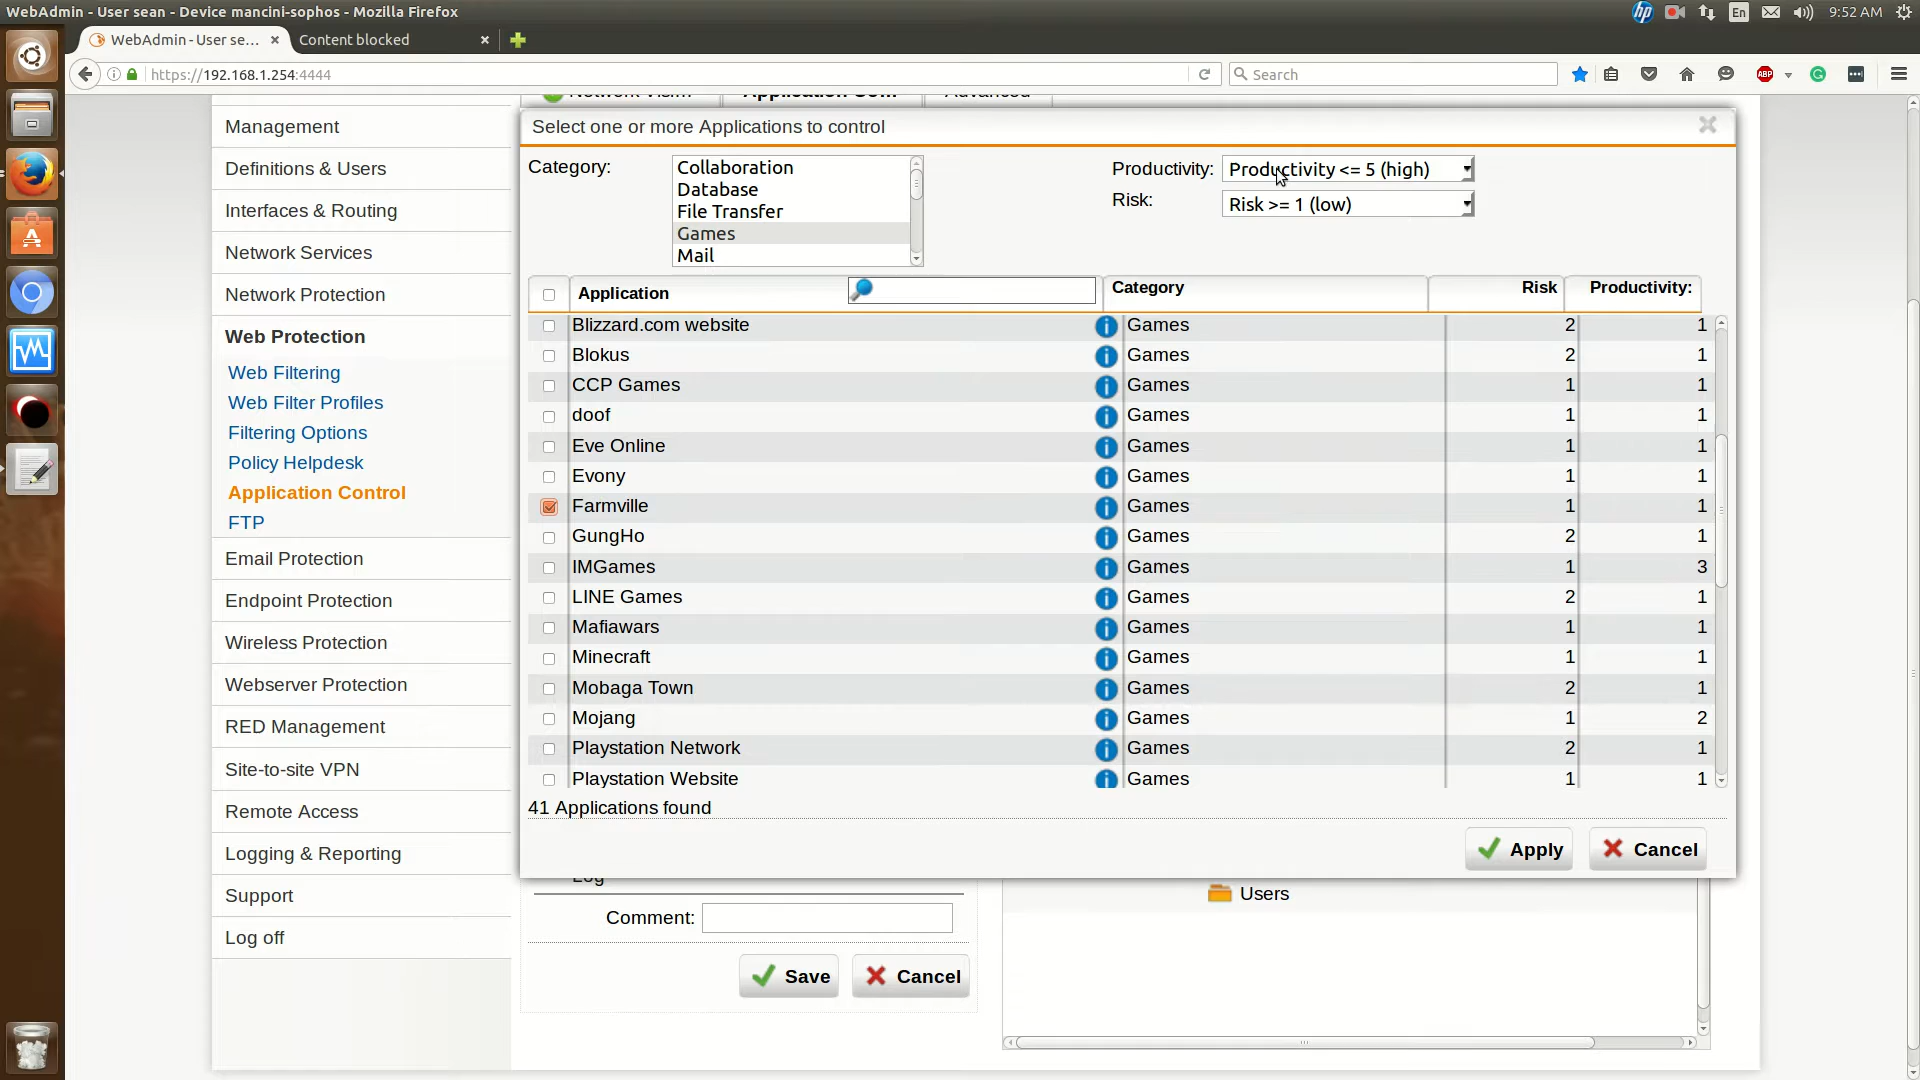 WebAdmin - User sean - Device mancini-sophos - Mozilla Firefox
hp
En
9:52 AM
WebAdmin - User se...
Content blocked
https://192.168.1.254:4444
Search
ABP
Management
Definitions & Users
Interfaces & Routing
Network Services
Network Protection
Web Protection
Web Filtering
Web Filter Profiles
Filtering Options
Policy Helpdesk
Application Control
FTP
Email Protection
Endpoint Protection
Wireless Protection
Webserver Protection
RED Management
Site-to-site VPN
Remote Access
Logging & Reporting
Support
Log off
Advanced
Select one or more Applications to control
Category:
Collaboration
Database
File Transfer
Games
Mail
Productivity: Productivity <= 5 (high)
Risk: Risk >= 1 (low)
Application Category Risk Productivity:
Blizzard.com website Games 2 1
Blokus Games 2 1
CCP Games Games 1 1
doof Games 1 1
Eve Online Games 1 1
Evony Games 1 1
Farmville Games 1 1
GungHo Games 2 1
IMGames Games 1 3
LINE Games Games 2 1
Mafiawars Games 1 1
Minecraft Games 1 1
Mobaga Town Games 2 1
Mojang Games 1 2
Playstation Network Games 2 1
Playstation Website Games 1 1
41 Applications found
Apply
Cancel
Log
Users
Comment:
Save
Cancel